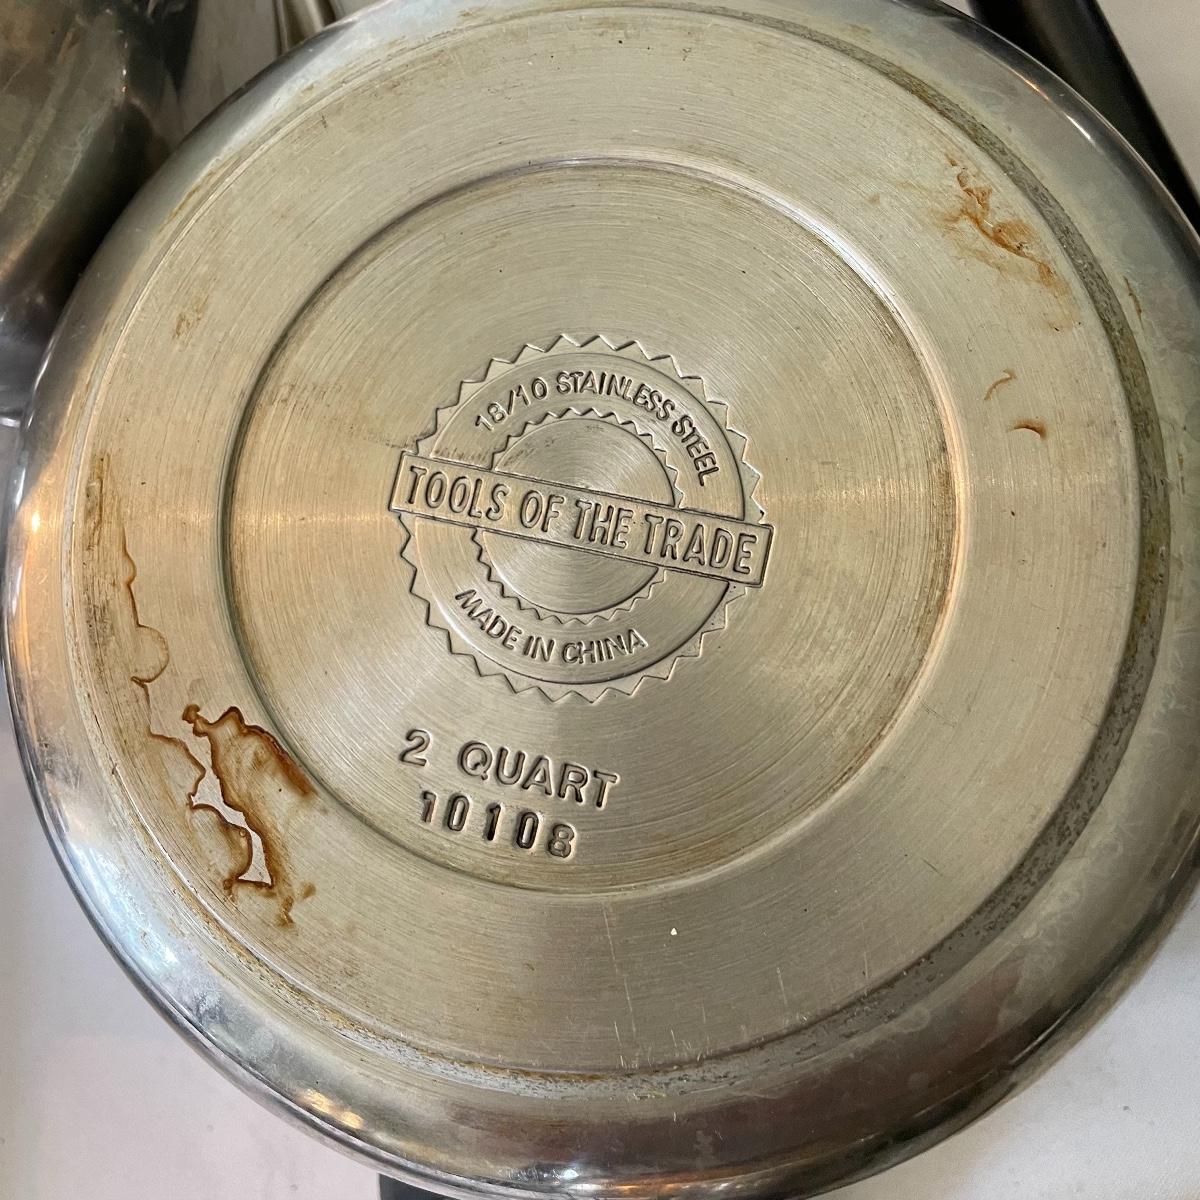 18/10 STAINLESS STEEL
TOOLS OF THE TRADE
MADE IN CHINA
2 QUART
10108